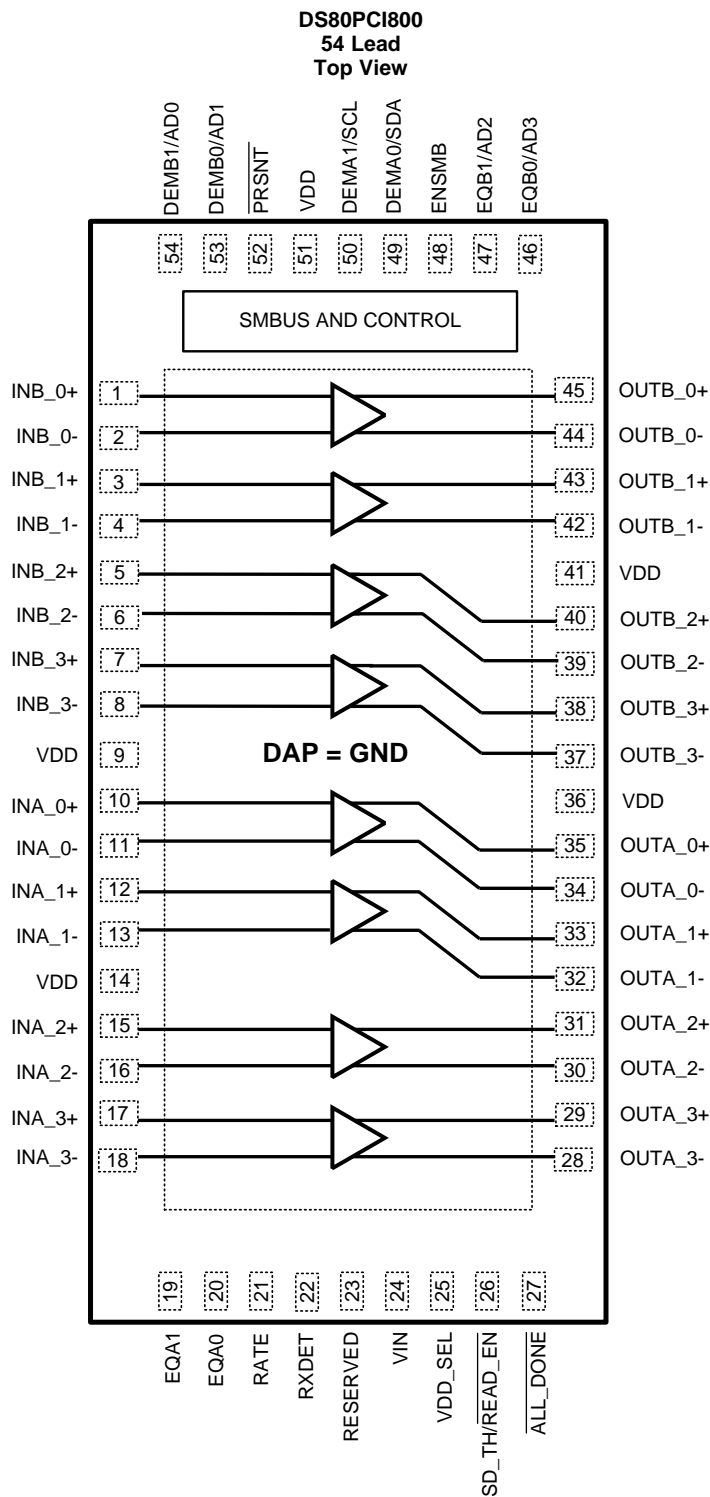 DS80PCI800
54 Lead
Top View
DEMB1/AD0
DEMB0/AD1
PRSNT
VDD
DEMA1/SCL
DEMA0/SDA
ENSMB
EQB1/AD2
EQB0/AD3
54
53
52
51
50
49
48
47
46
SMBUS AND CONTROL
INB_0+ 1 45 OUTB_0+
INB_0- 2 44 OUTB_0-
INB_1+ 3 43 OUTB_1+
INB_1- 4 42 OUTB_1-
INB_2+ 5 41 VDD
INB_2- 6 40 OUTB_2+
INB_3+ 7 39 OUTB_2-
INB_3- 8 38 OUTB_3+
VDD 9 DAP = GND 37 OUTB_3-
INA_0+ 10 36 VDD
INA_0- 11 35 OUTA_0+
INA_1+ 12 34 OUTA_0-
INA_1- 13 33 OUTA_1+
VDD 14 32 OUTA_1-
INA_2+ 15 31 OUTA_2+
INA_2- 16 30 OUTA_2-
INA_3+ 17 29 OUTA_3+
INA_3- 18 28 OUTA_3-
19
20
21
22
23
24
25
26
27
EQA1
EQA0
RATE
RXDET
RESERVED
VIN
VDD_SEL
SD_TH/READ_EN
ALL_DONE